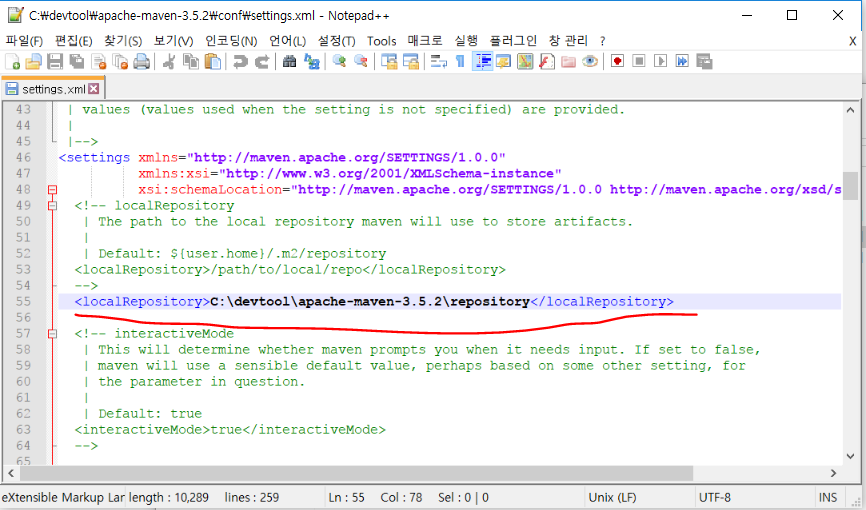 C:\devtool\apache-maven-3.5.2\conf\settings.xml - Notepad++
파일(F) 편집(E) 찾기(S) 보기(V) 인코딩(N) 언어(L) 설정(T) Tools 매크로 실행 플러그인 창 관리 ? X
settings.xml
43 | values (values used when the setting is not specified) are provided.
44 |
45 |-->
46 <settings xmlns="http://maven.apache.org/SETTINGS/1.0.0"
47 xmlns:xsi="http://www.w3.org/2001/XMLSchema-instance"
48 xsi:schemaLocation="http://maven.apache.org/SETTINGS/1.0.0 http://maven.apache.org/xsd/s
49 <!-- localRepository
50 | The path to the local repository maven will use to store artifacts.
51 |
52 | Default: ${user.home}/.m2/repository
53 <localRepository>/path/to/local/repo</localRepository>
54 -->
55 <localRepository>C:\devtool\apache-maven-3.5.2\repository</localRepository>
56
57 <!-- interactiveMode
58 | This will determine whether maven prompts you when it needs input. If set to false,
59 | maven will use a sensible default value, perhaps based on some other setting, for
60 | the parameter in question.
61 |
62 | Default: true
63 <interactiveMode>true</interactiveMode>
64 -->
65
eXtensible Markup Lar length : 10,289 lines : 259 Ln : 55 Col : 78 Sel : 0 | 0 Unix (LF) UTF-8 INS